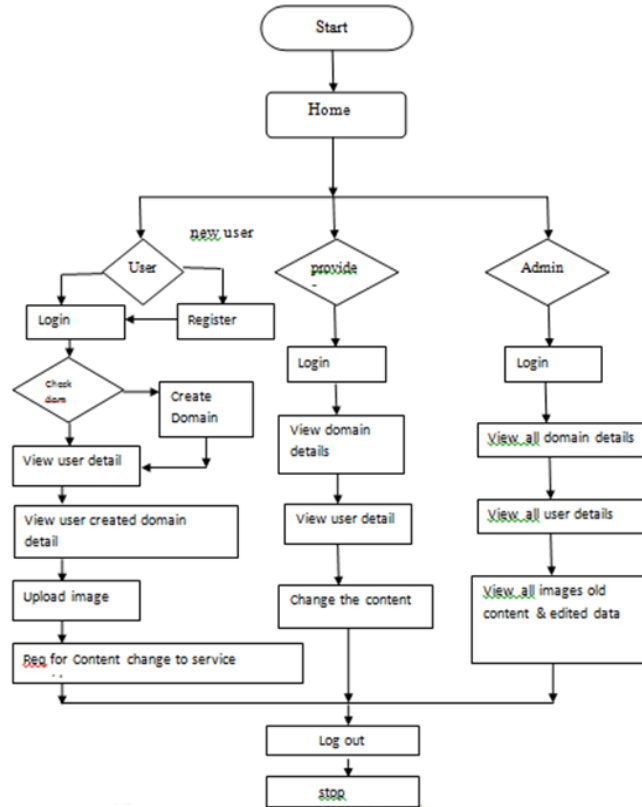 Start
Home
new user
User
provide
Admin
Login
Register
Login
Login
Check
Create
Domain
View domain
details
View all domain details
View user detail
View user detail
View all user details
View user created domain
detail
Upload image
Change the content
View all images old
content & edited data
Req for Content change to service
Log out
stop